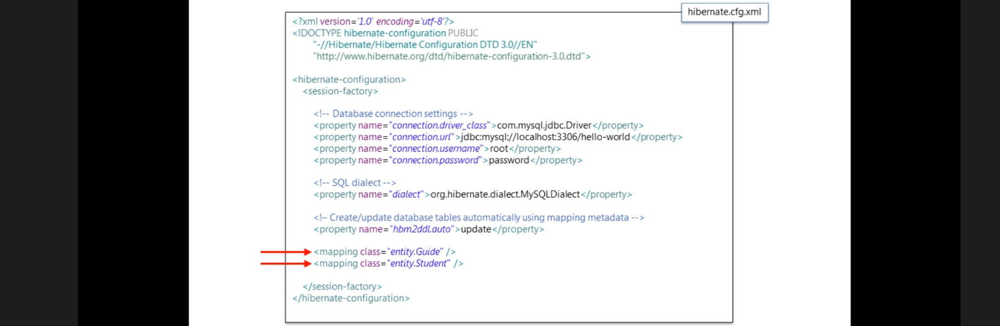 hibernate.cfg.xml
<?xml version='1.0' encoding='utf-8'?>
<!DOCTYPE hibernate-configuration PUBLIC
"-//Hibernate/Hibernate Configuration DTD 3.0//EN"
"http://www.hibernate.org/dtd/hibernate-configuration-3.0.dtd">
<hibernate-configuration>
<session-factory>
<!-- Database connection settings -->
<property name="connection.driver_class">com.mysql.jdbc.Driver</property>
<property name="connection.url">jdbc:mysql://localhost:3306/hello-world</property>
<property name="connection.username">root</property>
<property name="connection.password">password</property>
<!-- SQL dialect -->
<property name="dialect">org.hibernate.dialect.MySQLDialect</property>
<!– Create/update database tables automatically using mapping metadata -->
<property name="hbm2ddl.auto">update</property>
<mapping class="entity.Guide" />
<mapping class="entity.Student" />
</session-factory>
</hibernate-configuration>